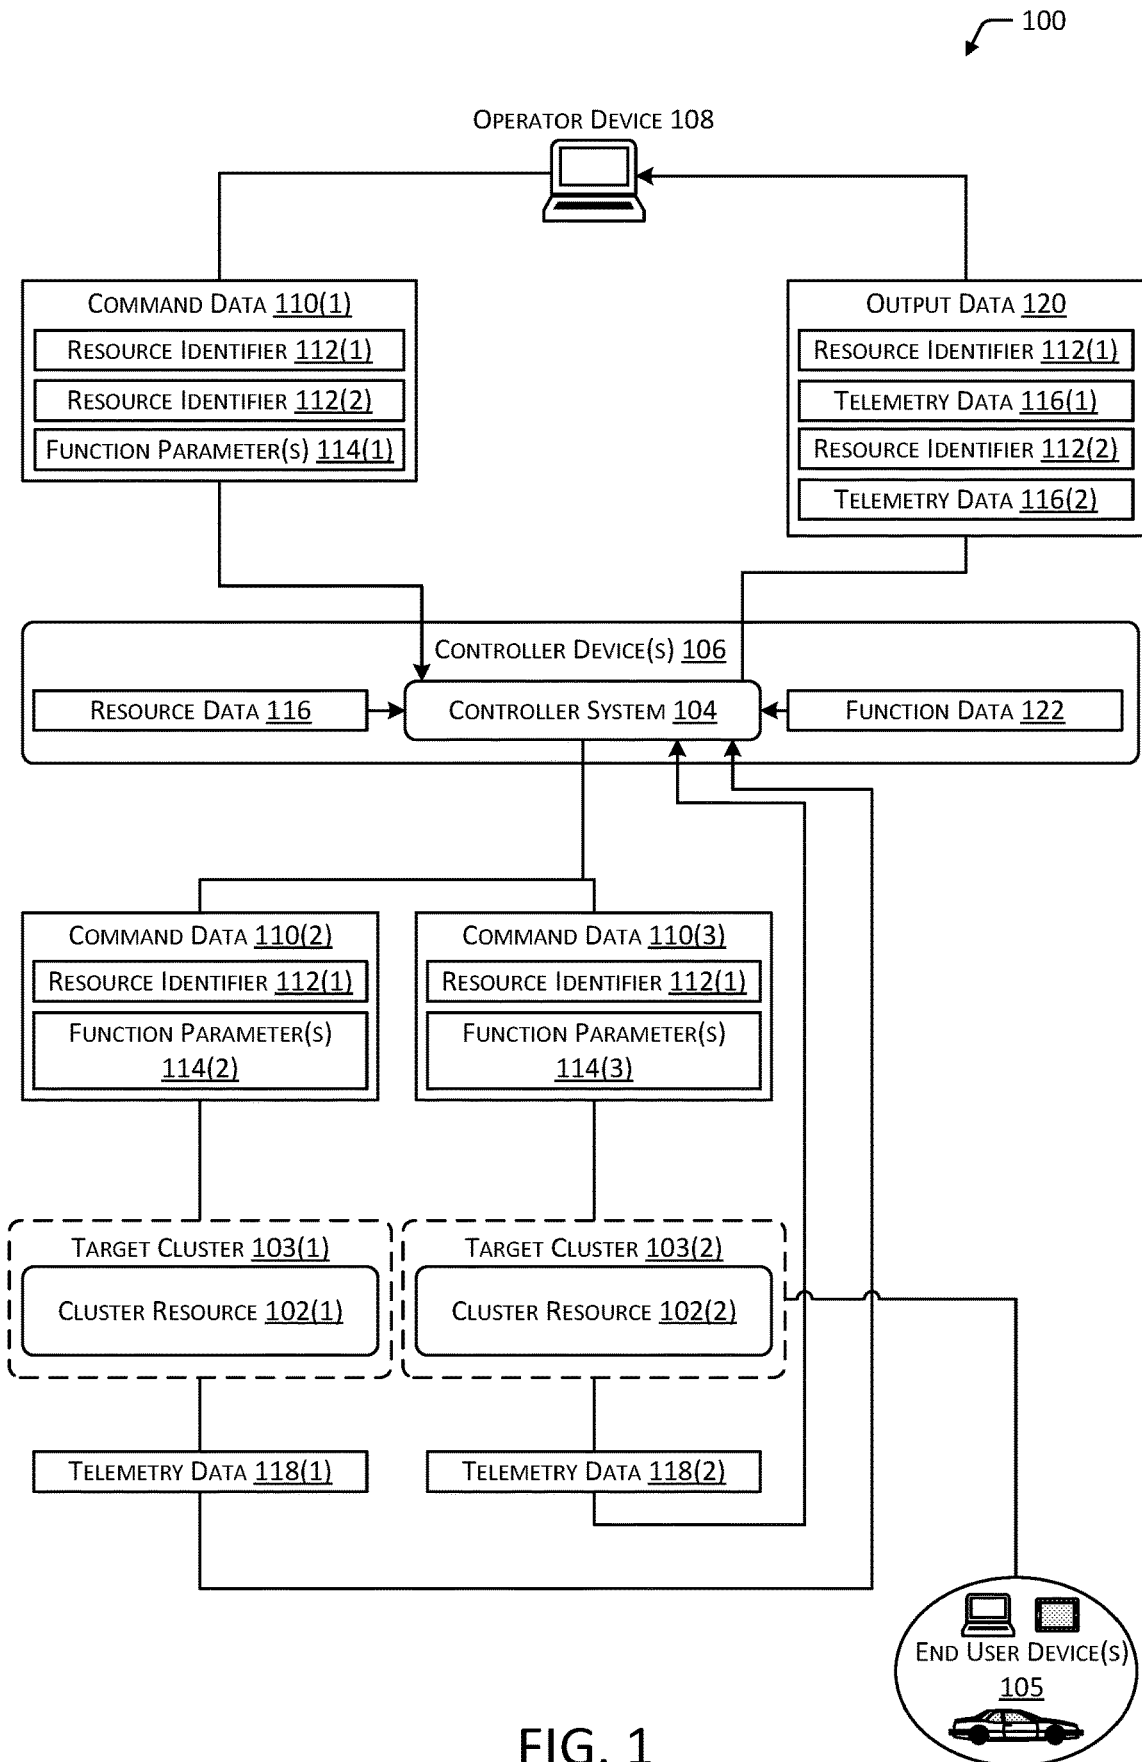 100
OPERATOR DEVICE 108
COMMAND DATA 110(1)
RESOURCE IDENTIFIER 112(1)
RESOURCE IDENTIFIER 112(2)
FUNCTION PARAMETER(S) 114(1)
OUTPUT DATA 120
RESOURCE IDENTIFIER 112(1)
TELEMETRY DATA 116(1)
RESOURCE IDENTIFIER 112(2)
TELEMETRY DATA 116(2)
CONTROLLER DEVICE(S) 106
RESOURCE DATA 116
CONTROLLER SYSTEM 104
FUNCTION DATA 122
COMMAND DATA 110(2)
RESOURCE IDENTIFIER 112(1)
FUNCTION PARAMETER(S)
114(2)
COMMAND DATA 110(3)
RESOURCE IDENTIFIER 112(1)
FUNCTION PARAMETER(S)
114(3)
TARGET CLUSTER 103(1)
CLUSTER RESOURCE 102(1)
TARGET CLUSTER 103(2)
CLUSTER RESOURCE 102(2)
TELEMETRY DATA 118(1)
TELEMETRY DATA 118(2)
END USER DEVICE(S)
105
FIG. 1